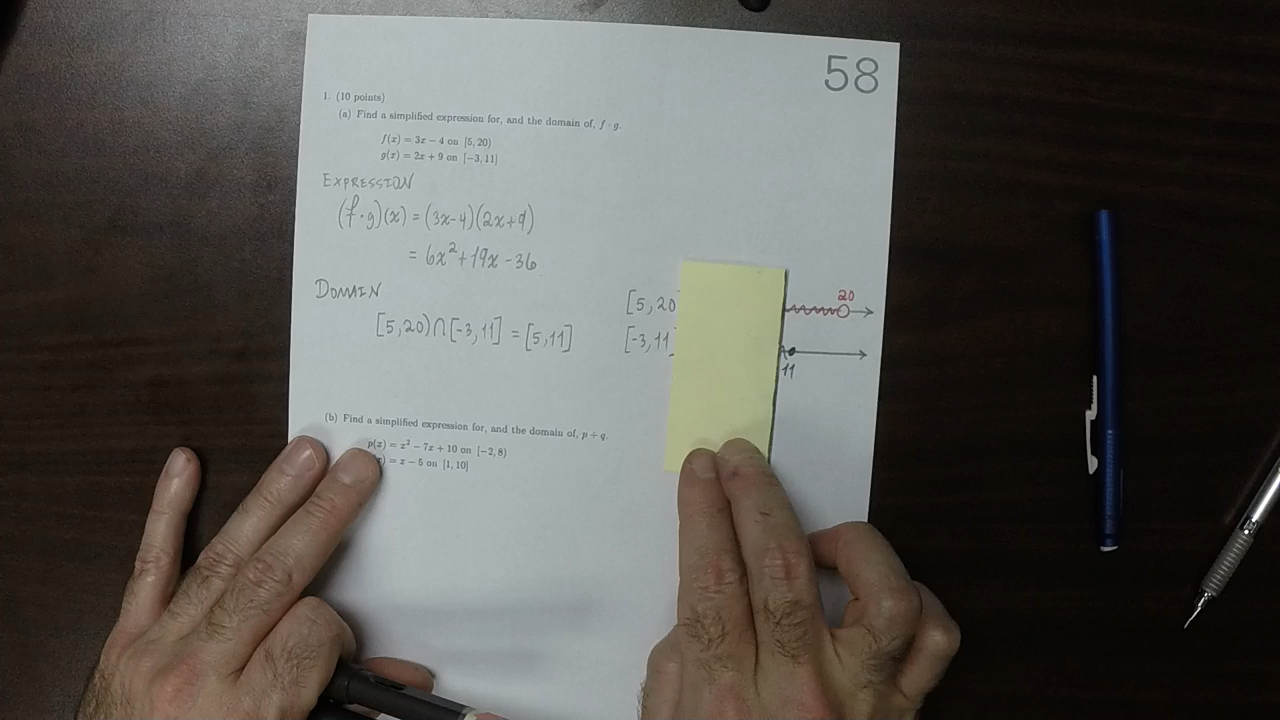 58
1. (10 points)
(a) Find a simplified expression for, and the domain of, f · g.
f(x) = 3x − 4 on [5, 20)
g(x) = 2x + 9 on [−3, 11]
EXPRESSION
(f·g)(x) = (3x-4)(2x+9)
= 6x² + 19x - 36
DOMAIN
[5,20)∩[-3,11] = [5,11]
[5,20
20
[-3,11]
11
(b) Find a simplified expression for, and the domain of, p ÷ q.
p(x) = x² − 7x + 10 on [−2, 8)
= x − 5 on [1, 10]